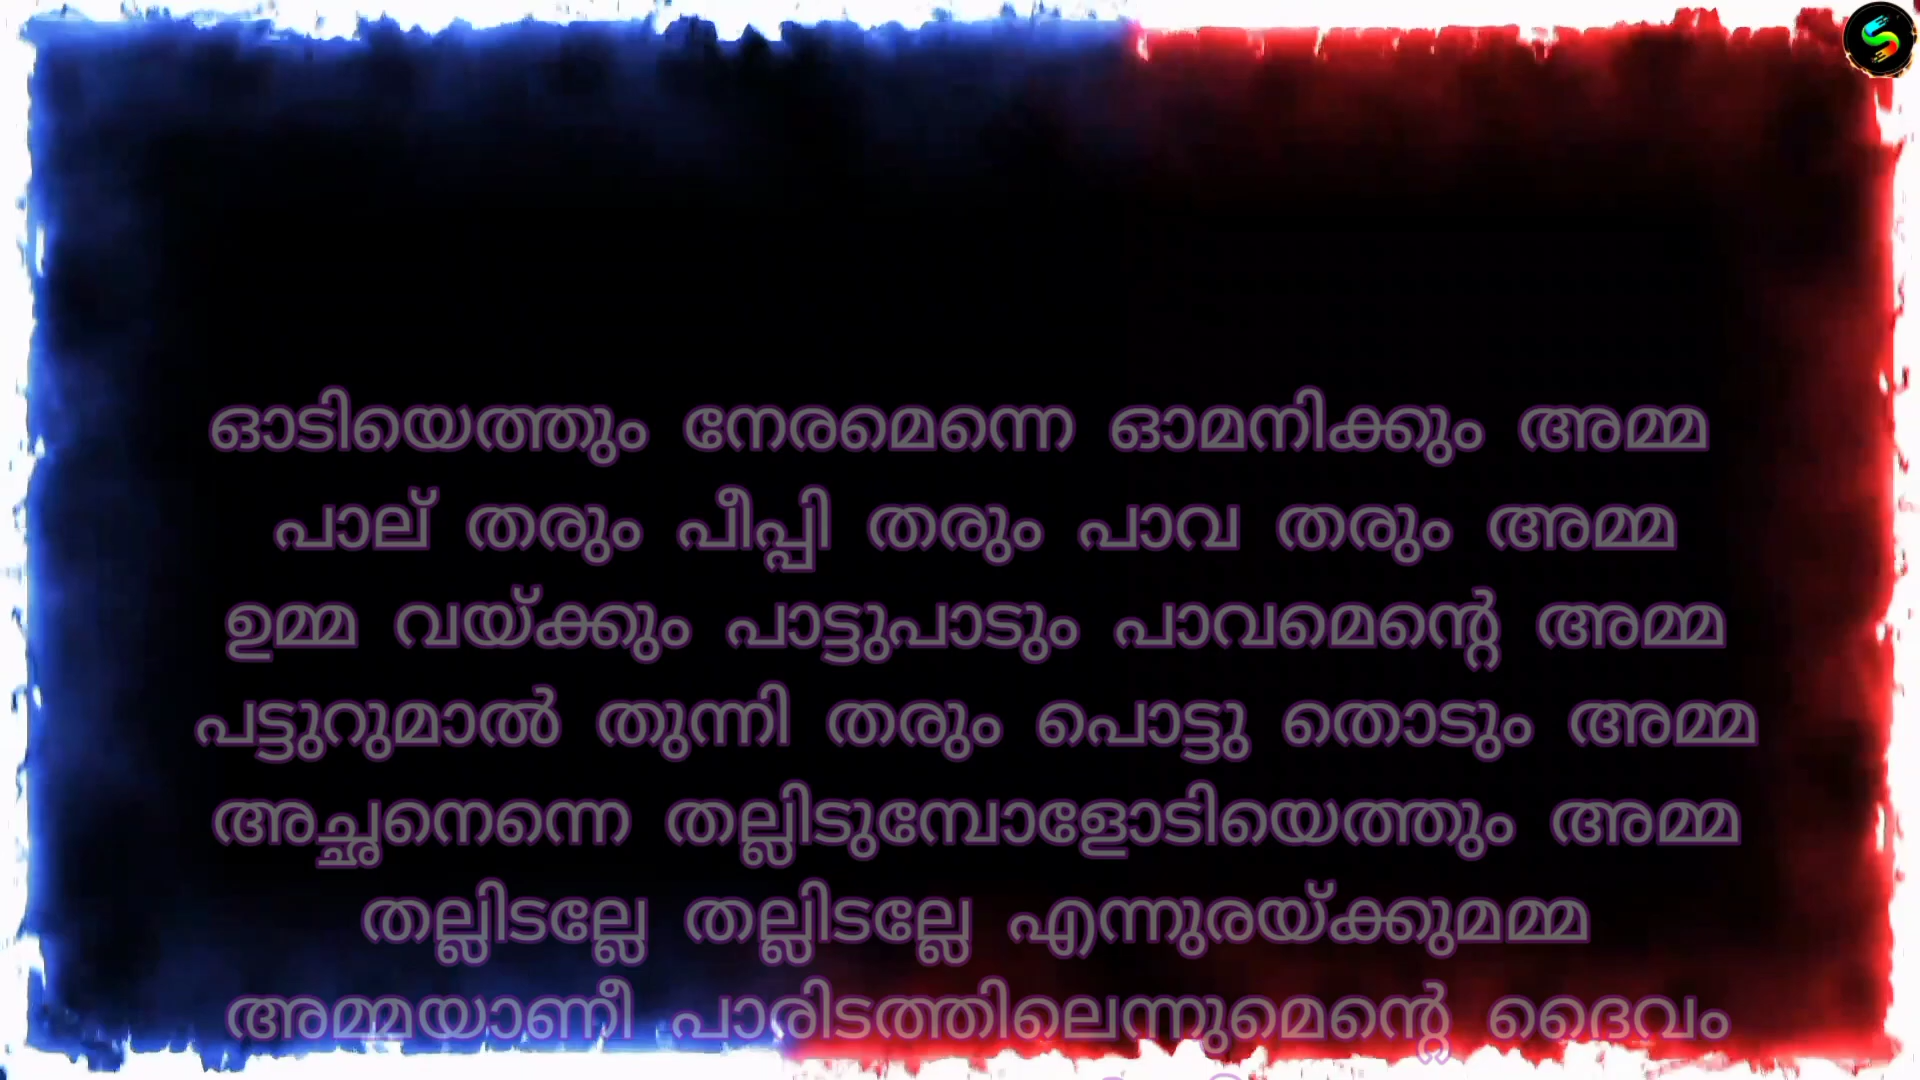 ഓടിയെത്തും നേരമെന്നെ ഓമനിക്കും അമ്മ
പാല് തരും പീപ്പി തരും പാവ തരും അമ്മ
ഉമ്മ വയ്ക്കും പാട്ടുപാടും പാവമെന്റെ അമ്മ
പട്ടുറുമാൽ തുന്നി തരും പൊട്ടു തൊടും അമ്മ
അച്ഛനെന്നെ തല്ലിടുമ്പോളോടിയെത്തും അമ്മ
തല്ലിടല്ലേ തല്ലിടല്ലേ എന്നുരയ്ക്കുമമ്മ
അമ്മയാണീ പാരിടത്തിലെന്നുമെന്റെ ദൈവം